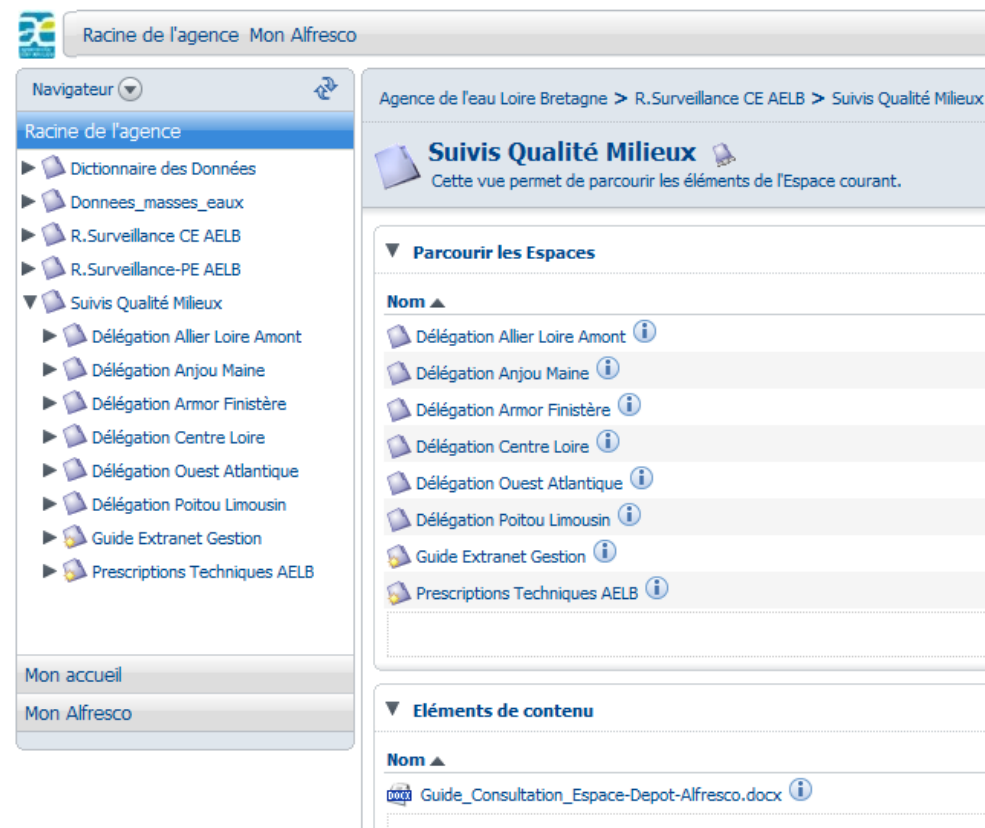 Racine de l'agence Mon Alfresco
Navigateur
Racine de l'agence
Dictionnaire des Données
Donnees_masses_eaux
R.Surveillance CE AELB
R.Surveillance-PE AELB
Suivis Qualité Milieux
Délégation Allier Loire Amont
Délégation Anjou Maine
Délégation Armor Finistère
Délégation Centre Loire
Délégation Ouest Atlantique
Délégation Poitou Limousin
Guide Extranet Gestion
Prescriptions Techniques AELB
Mon accueil
Mon Alfresco
Agence de l'eau Loire Bretagne > R.Surveillance CE AELB > Suivis Qualité Milieux
Suivis Qualité Milieux
Cette vue permet de parcourir les éléments de l'Espace courant.
Parcourir les Espaces
Nom
Délégation Allier Loire Amont
Délégation Anjou Maine
Délégation Armor Finistère
Délégation Centre Loire
Délégation Ouest Atlantique
Délégation Poitou Limousin
Guide Extranet Gestion
Prescriptions Techniques AELB
Eléments de contenu
Nom
DOCX Guide_Consultation_Espace-Depot-Alfresco.docx